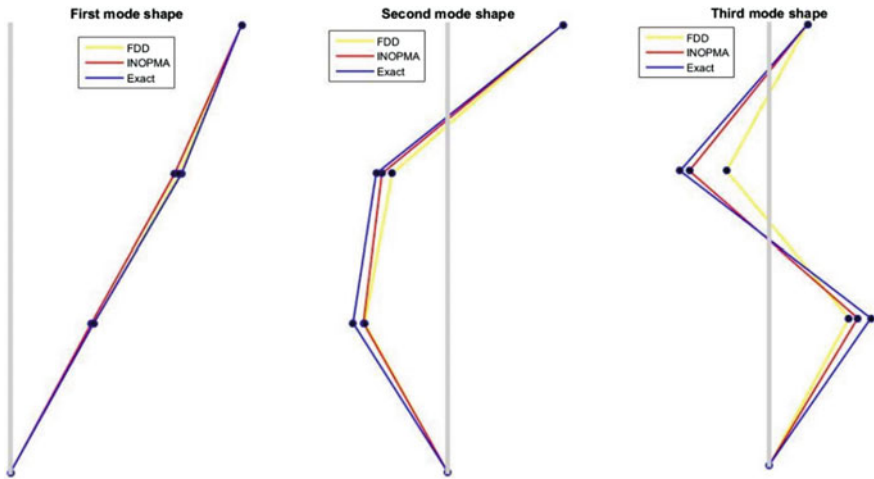 First mode shape
FDD
INOPMA
Exact
Second mode shape
FDD
INOPMA
Exact
Third mode shape
FDD
INOPMA
Exact